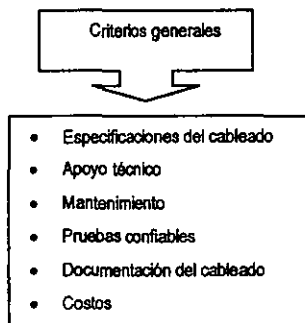 Criterios generales
• Especificaciones del cableado
• Apoyo técnico
• Mantenimiento
• Pruebas confiables
• Documentación del cableado
• Costos